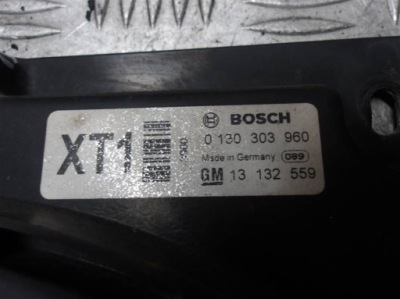 XT1
BOSCH
0 130 303 960
Made in Germany 089
GM 13 132 559